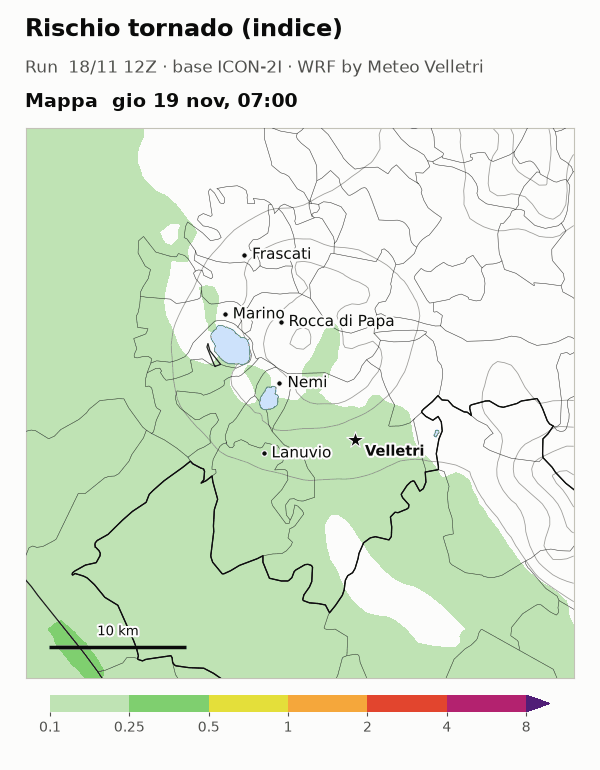 Rischio tornado (indice)
Run  18/11 12Z · base ICON-2I · WRF by Meteo Velletri
Mappa  gio 19 nov, 07:00
Frascati
Marino
Rocca di Papa
Nemi
Velletri
Lanuvio
10 km
0.1 0.25 0.5 1 2 4 8